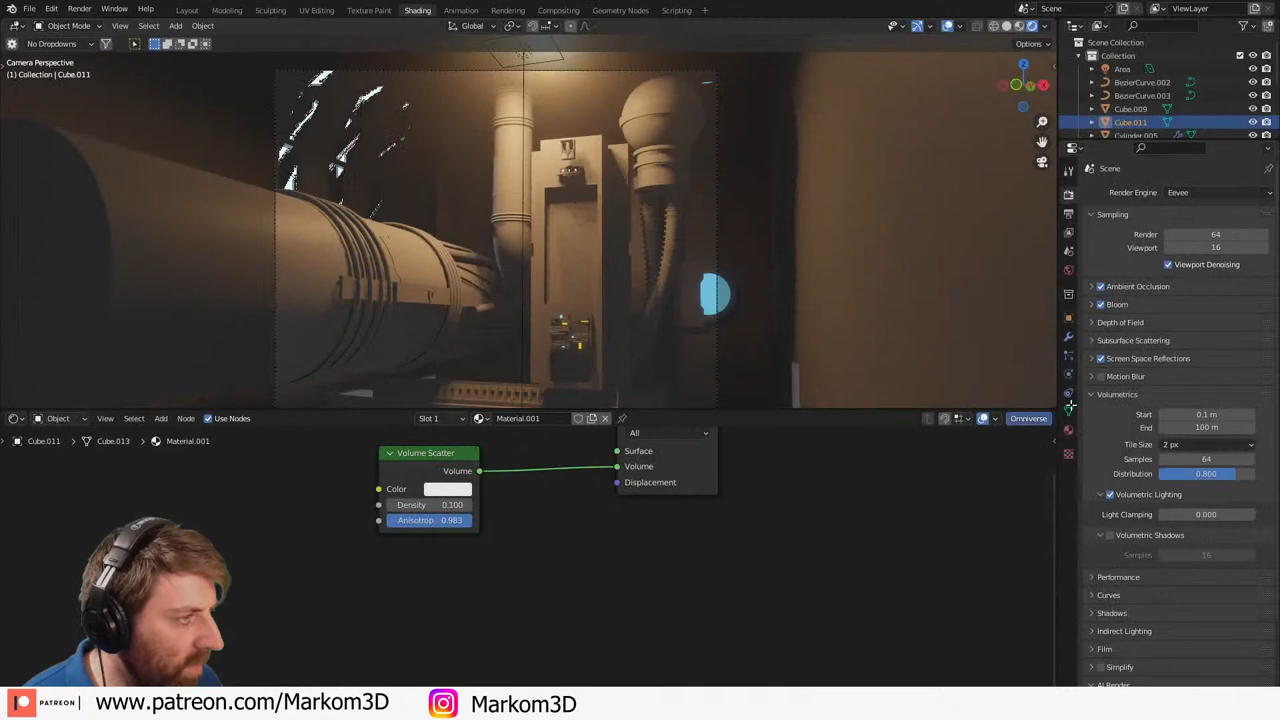 File Edit Render Window Help Layout Modeling Sculpting UV Editing Texture Paint Shading Animation Rendering Compositing Geometry Nodes Scripting Scene ViewLayer
Object Mode View Select Add Object Global
No Dropdowns Options
Scene Collection
Collection
Area
BezierCurve.002
BezierCurve.003
Cube.009
Cube.011
Cylinder.005
Camera Perspective
(1) Collection | Cube.011
Z
Y
X
Scene
Render Engine Eevee
Sampling
Render 64
Viewport 16
Viewport Denoising
Ambient Occlusion
Bloom
Depth of Field
Subsurface Scattering
Screen Space Reflections
Motion Blur
Volumetrics
Start 0.1 m
End 100 m
Tile Size 2 px
Samples 64
Distribution 0.800
Volumetric Lighting
Light Clamping 0.000
Volumetric Shadows
Samples 16
Performance
Curves
Shadows
Indirect Lighting
Film
Simplify
AI Render
Object View Select Add Node Use Nodes Slot 1 Material.001 Omniverse
Cube.011 Cube.013 Material.001
Volume Scatter
Volume
Color
Density 0.100
Anisotrop 0.983
All
Surface
Volume
Displacement
PATREON www.patreon.com/Markom3D Markom3D